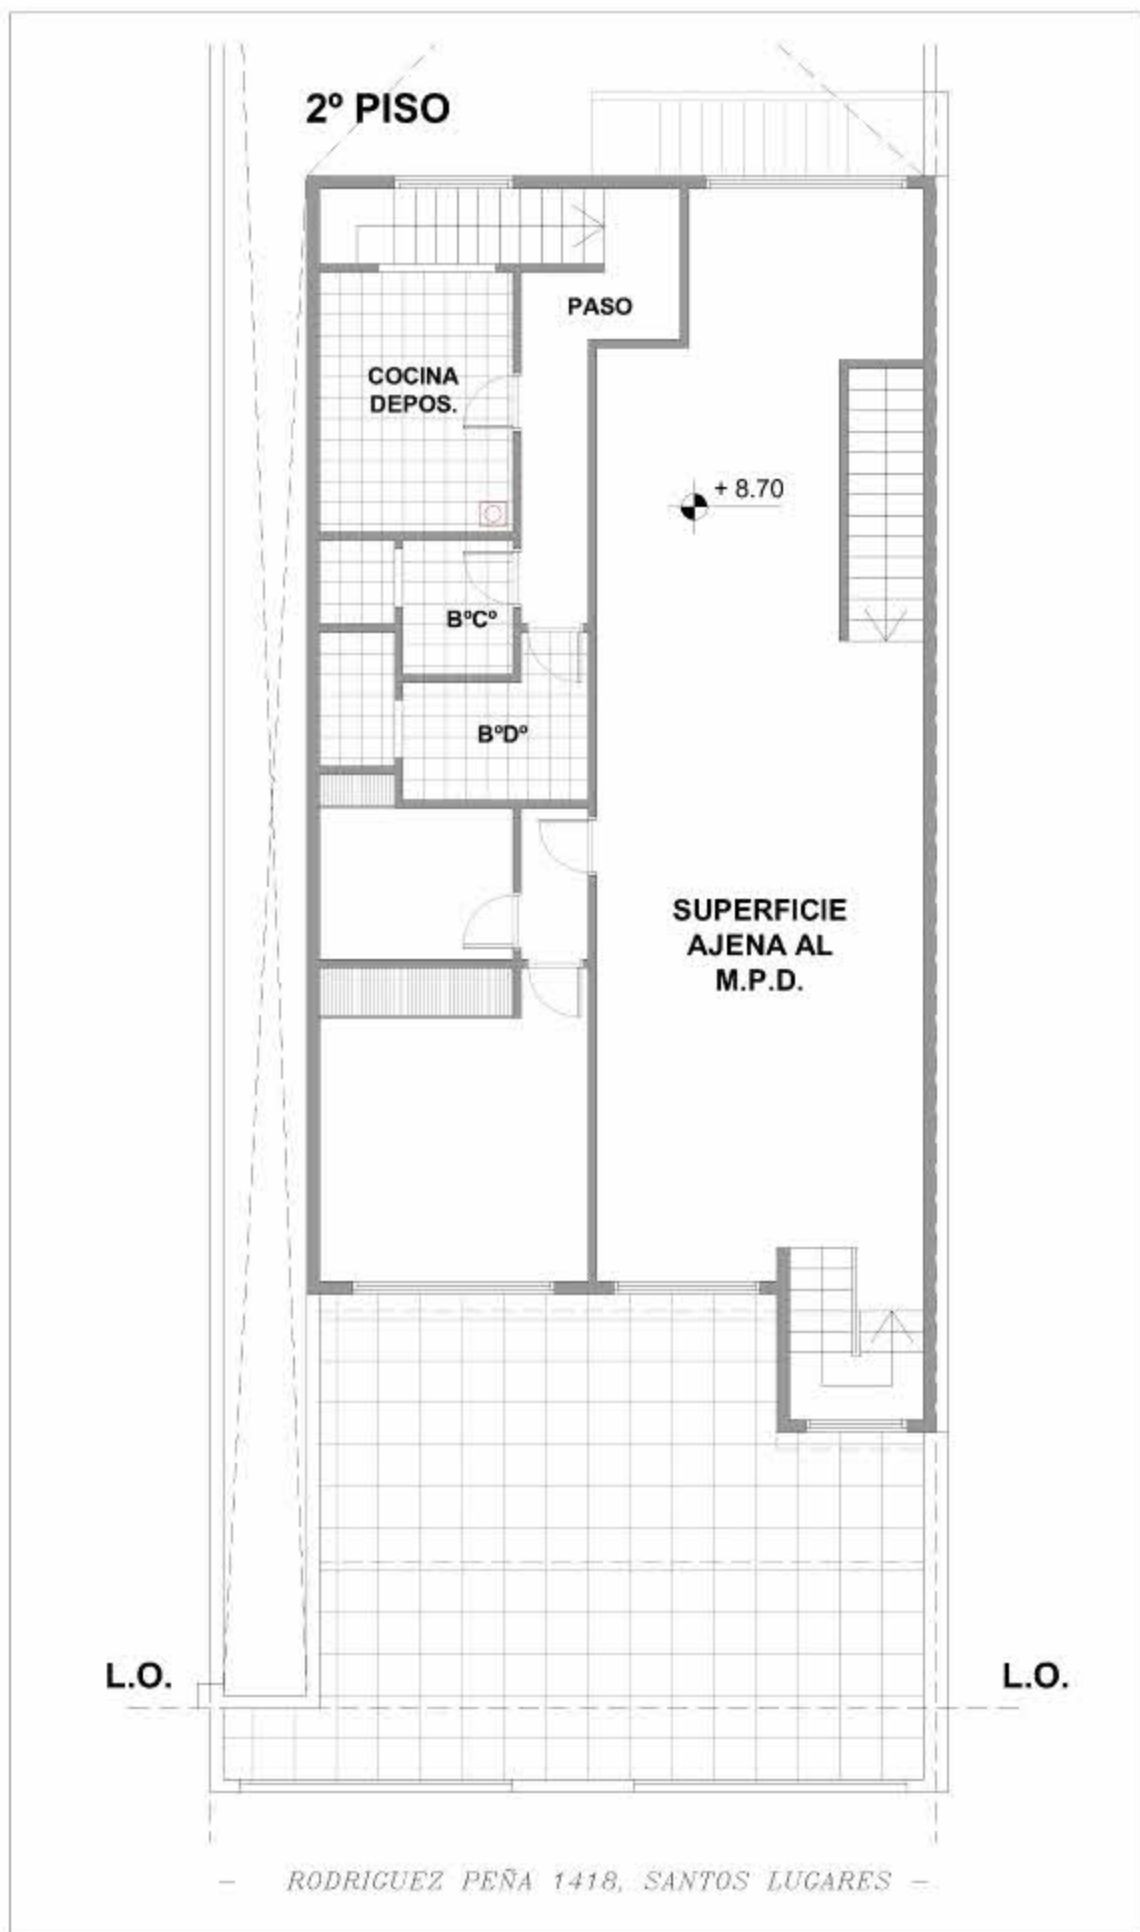 2º PISO
PASO
COCINA
DEPOS.
+ 8.70
BºCº
BºDº
SUPERFICIE
AJENA AL
M.P.D.
L.O.
L.O.
- RODRIGUEZ PEÑA 1418, SANTOS LUGARES -